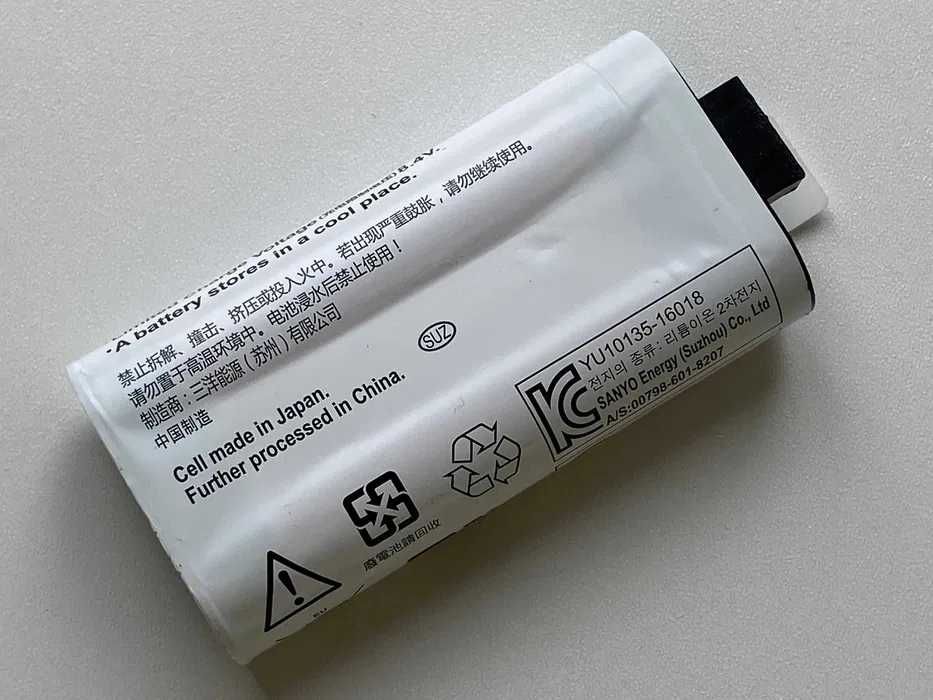 8.4V.
·A battery stores in a cool place.
禁止拆解、撞击、挤压或投入火中。若出现严重鼓胀，请勿继续使用。
请勿置于高温环境中。电池浸水后禁止使用！
制造商：三洋能源（苏州）有限公司
中国制造
SUZ
Cell made in Japan.
Further processed in China.
YU10135-16018
전지의 종류: 리튬이온 2차전지
SANYO Energy (Suzhou) Co., Ltd
A/S:00798-601-8207
廢電池請回收
EU